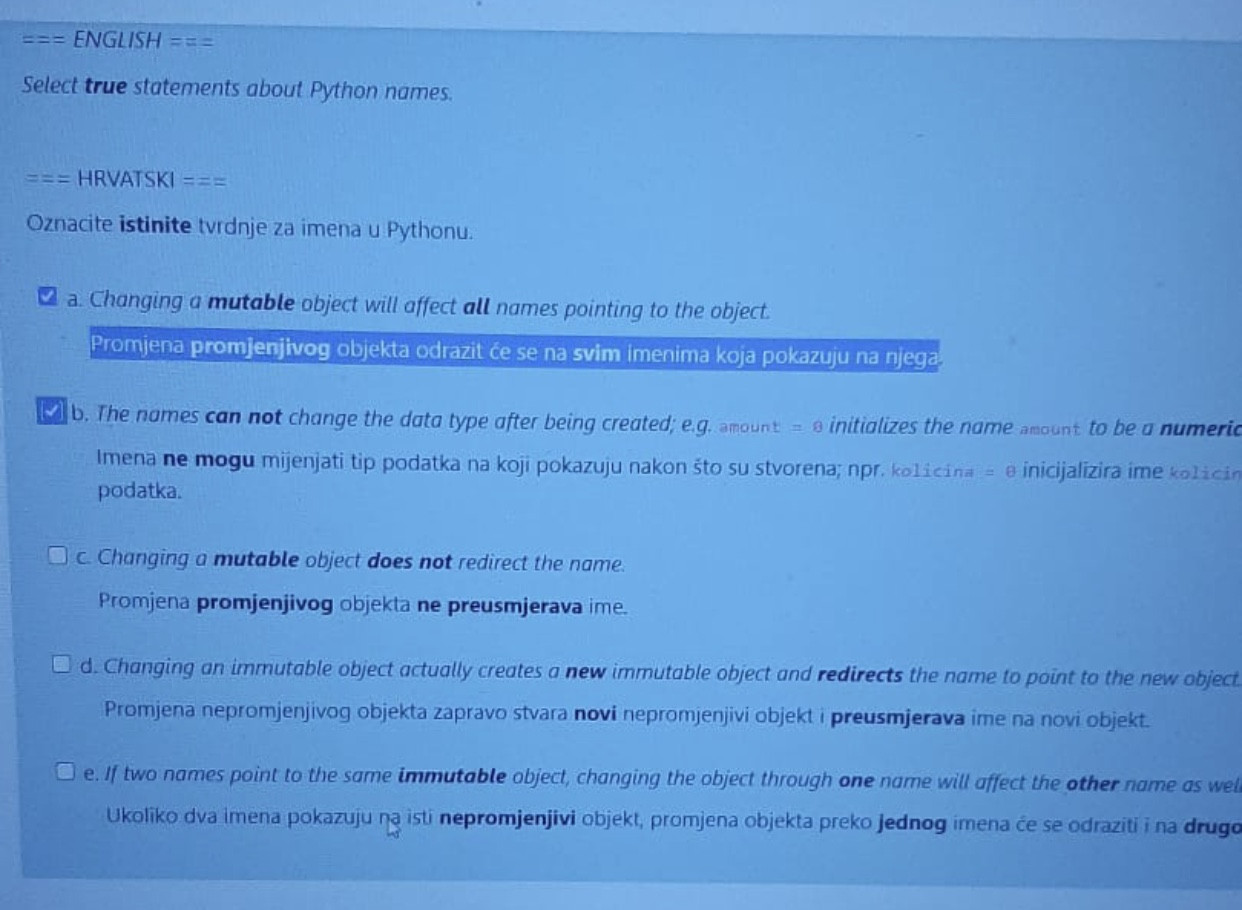 === ENGLISH ===
Select true statements about Python names.
=== HRVATSKI ===
Oznacite istinite tvrdnje za imena u Pythonu.
a. Changing a mutable object will affect all names pointing to the object.
Promjena promjenjivog objekta odrazit će se na svim imenima koja pokazuju na njega.
b. The names can not change the data type after being created; e.g. amount = 0 initializes the name amount to be a numeric
Imena ne mogu mijenjati tip podatka na koji pokazuju nakon što su stvorena; npr. kolicina = 0 inicijalizira ime kolicin
podatka.
c. Changing a mutable object does not redirect the name.
Promjena promjenjivog objekta ne preusmjerava ime.
d. Changing an immutable object actually creates a new immutable object and redirects the name to point to the new object.
Promjena nepromjenjivog objekta zapravo stvara novi nepromjenjivi objekt i preusmjerava ime na novi objekt.
e. If two names point to the same immutable object, changing the object through one name will affect the other name as well
Ukoliko dva imena pokazuju na isti nepromjenjivi objekt, promjena objekta preko jednog imena će se odraziti i na drugo